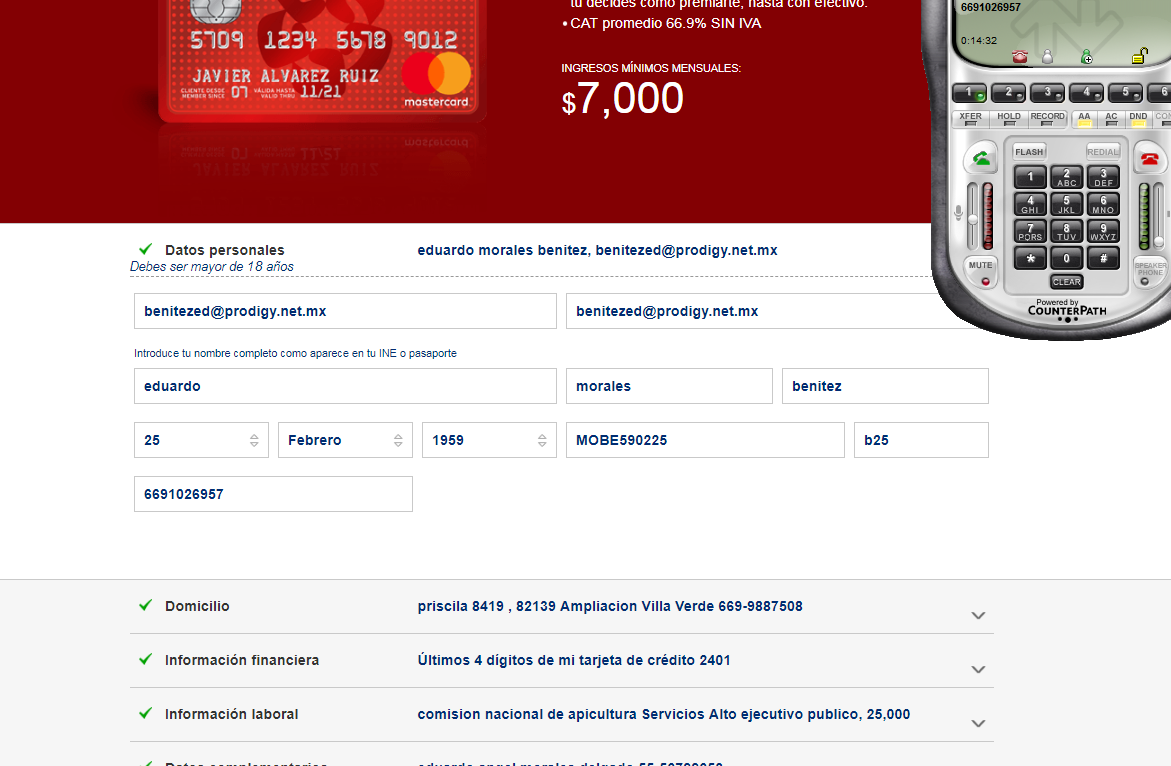 tu decides cómo premiarte, hasta con efectivo.
• CAT promedio 66.9% SIN IVA
5709 1234 5678 9012
JAVIER ALVAREZ RUIZ
CLIENTE DESDE
MEMBER SINCE
07
VÁLIDA HASTA
VALID THRU
11/21
mastercard
INGRESOS MÍNIMOS MENSUALES:
$7,000
6691026957
0:14:32
1 2 3 4 5 6
XFER HOLD RECORD AA AC DND CON
FLASH REDIAL
1 2 ABC 3 DEF
4 GHI 5 JKL 6 MNO
7 PQRS 8 TUV 9 WXYZ
* 0 #
MUTE CLEAR SPEAKER PHONE
Powered by
COUNTERPATH
Datos personales eduardo morales benitez, benitezed@prodigy.net.mx
Debes ser mayor de 18 años
benitezed@prodigy.net.mx benitezed@prodigy.net.mx
Introduce tu nombre completo como aparece en tu INE o pasaporte
eduardo morales benitez
25 Febrero 1959 MOBE590225 b25
6691026957
Domicilio priscila 8419 , 82139 Ampliacion Villa Verde 669-9887508
Información financiera Últimos 4 dígitos de mi tarjeta de crédito 2401
Información laboral comision nacional de apicultura Servicios Alto ejecutivo publico, 25,000